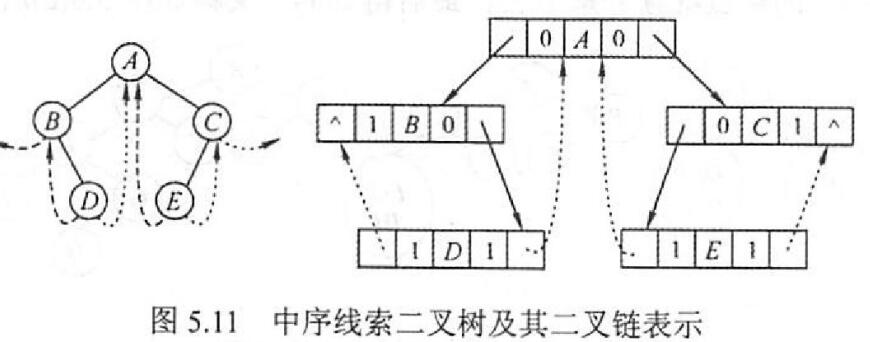 A
B
C
D
E
0 A 0
^ 1 B 0
0 C 1 ^
1 D 1
1 E 1
图 5.11 中序线索二叉树及其二叉链表示